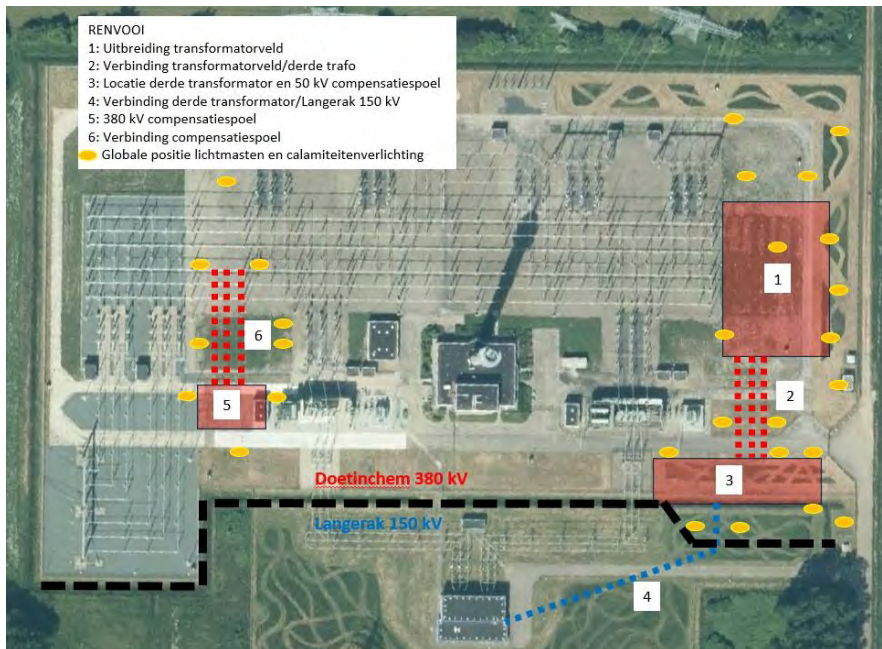 RENVOOI
1: Uitbreiding transformatorveld
2: Verbinding transformatorveld/derde trafo
3: Locatie derde transformator en 50 kV compensatiespoel
4: Verbinding derde transformator/Langerak 150 kV
5: 380 kV compensatiespoel
6: Verbinding compensatiespoel
Globale positie lichtmasten en calamiteitenverlichting
1
6
2
5
3
Doetinchem 380 kV
Langerak 150 kV
4